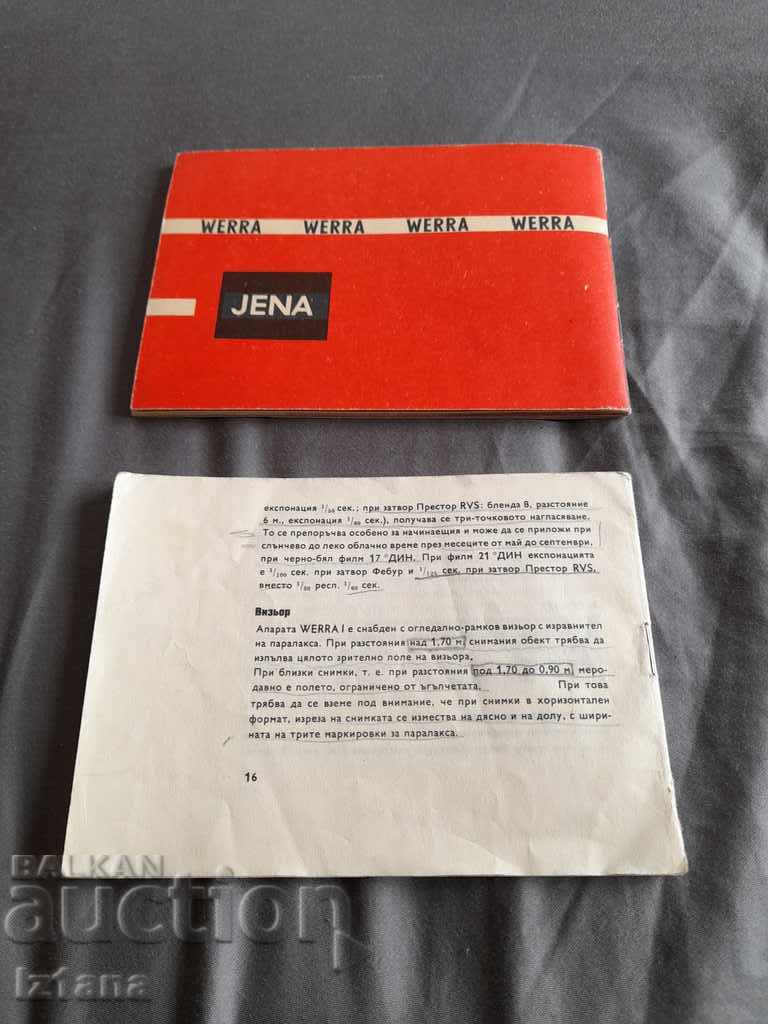 WERRA WERRA WERRA WERRA
JENA
експонация 1/50 сек.; при затвор Престор RVS: бленда 8, разстояние
6 м., експонация 1/60 сек.), получава се три-точковото нагласяване.
То се препоръчва особено за начинаещия и може да се приложи при
слънчево до леко облачно време през месеците от май до септември,
при черно-бял филм 17 °ДИН. При филм 21 °ДИН експонацията
е 1/100 сек. при затвор Фебур и 1/125 сек. при затвор Престор RVS,
вместо 1/50 респ. 1/60 сек.
Визьор
Апарата WERRA I е снабден с огледално-рамков визьор с изравнител
на паралакса. При разстояния над 1,70 м, снимания обект трябва да
изпълва цялото зрително поле на визьора.
При близки снимки, т. е. при разстояния под 1,70 до 0,90 м, меро-
давно е полето, ограничено от ъгълчетата. При това
трябва да се вземе под внимание, че при снимки в хоризонтален
формат, изреза на снимката се измества на дясно и на долу, с шири-
ната на трите маркировки за паралакса.
16
BALKAN
auction
Iz1ana